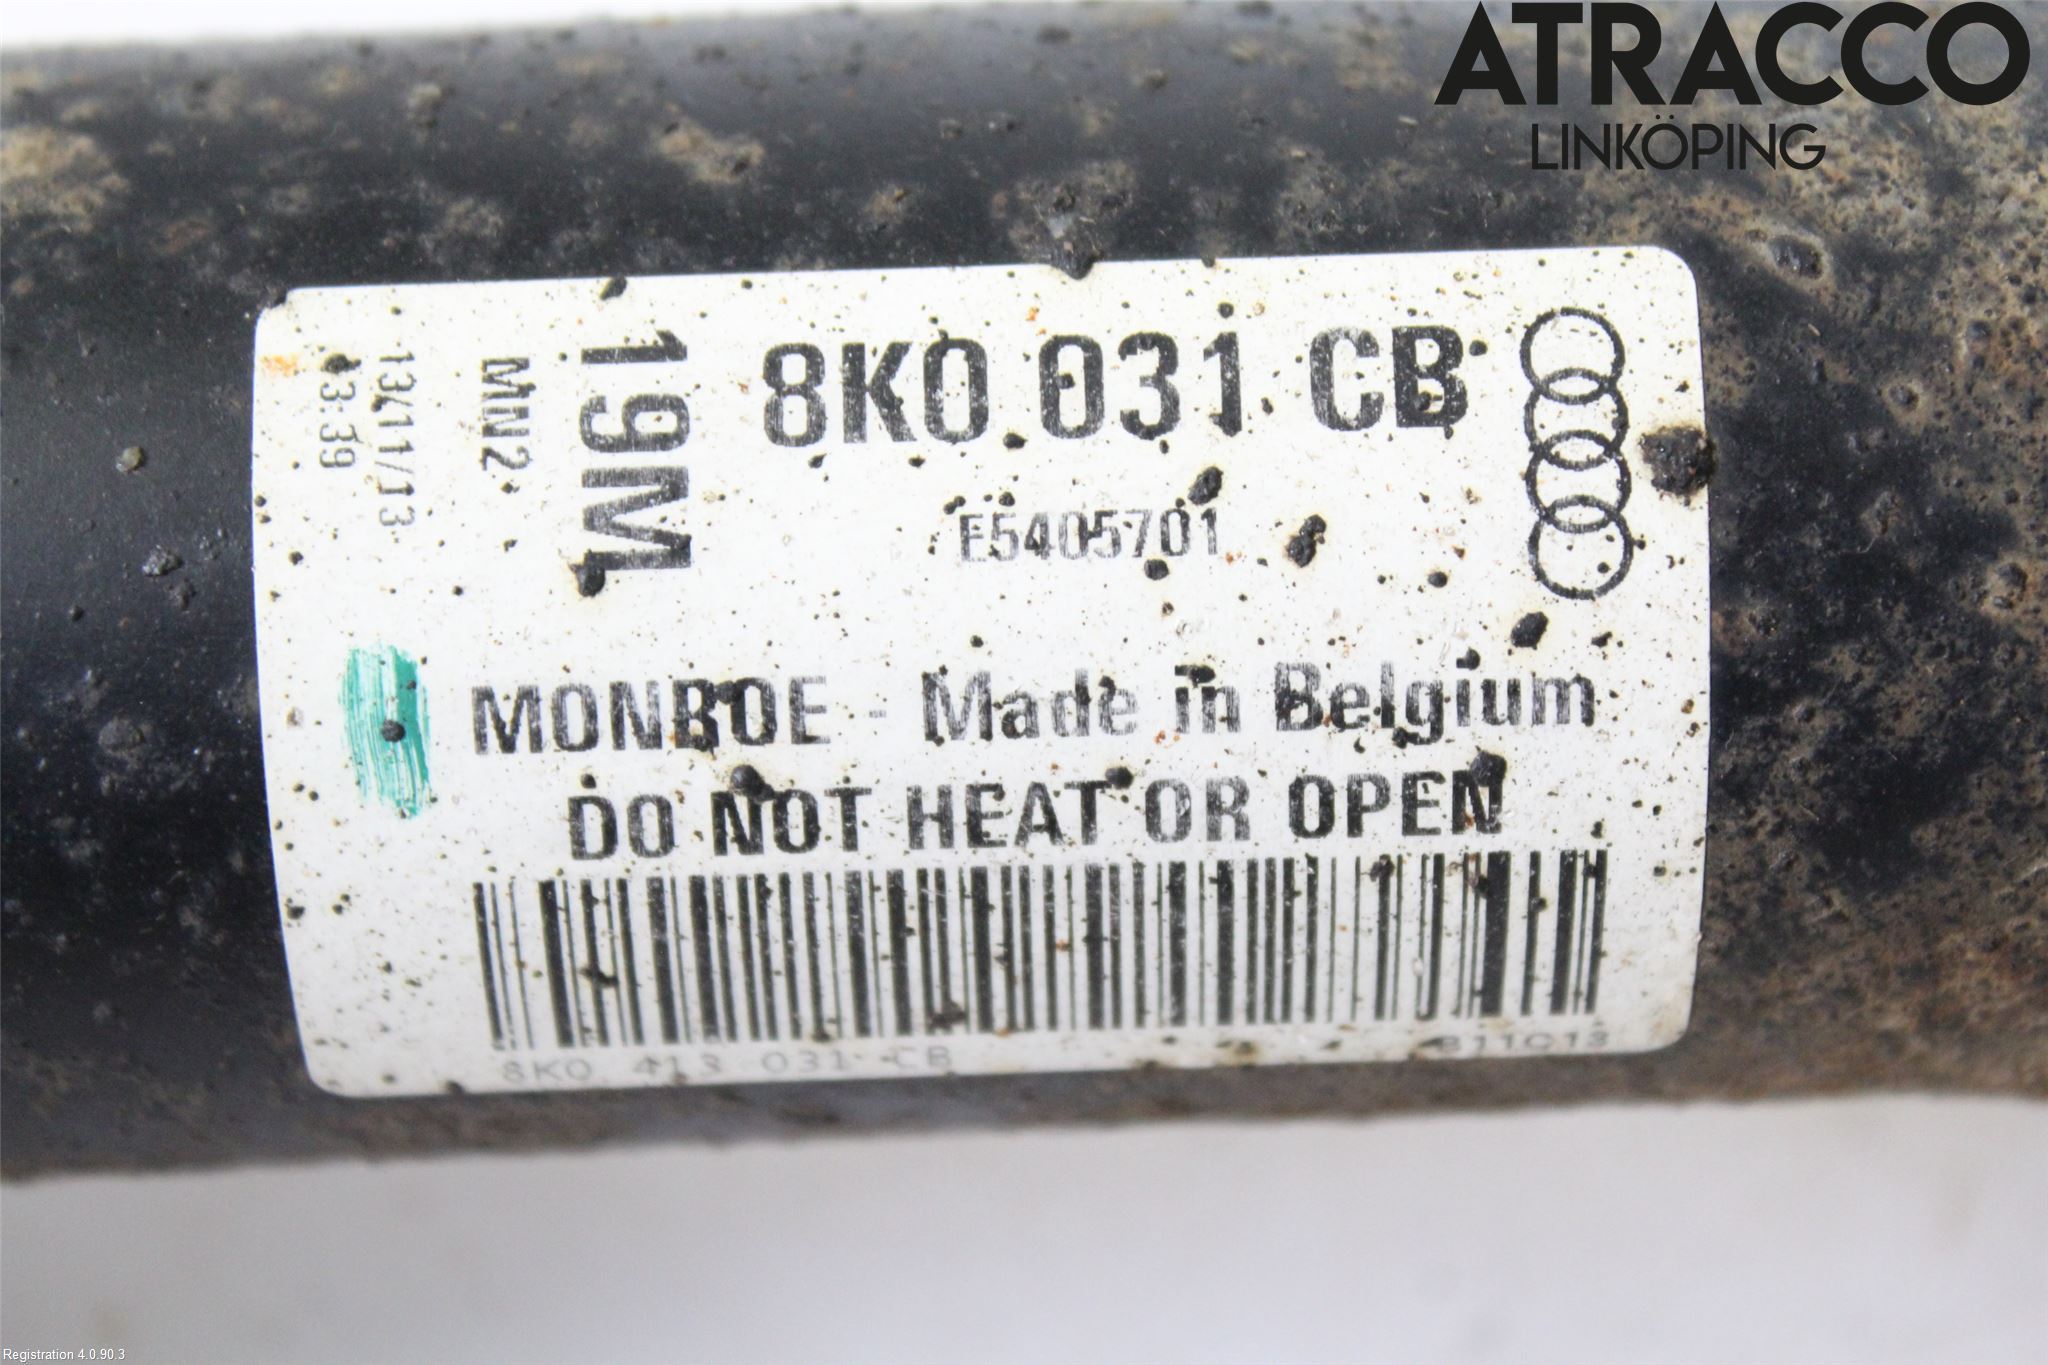 ATRACCO
LINKÖPING
8K0 031 CB
E5405701
19M
MN2
13/11/13
13:39
MONROE - Made in Belgium
DO NOT HEAT OR OPEN
8K0 413 031 CB
Registration 4.0.90.3